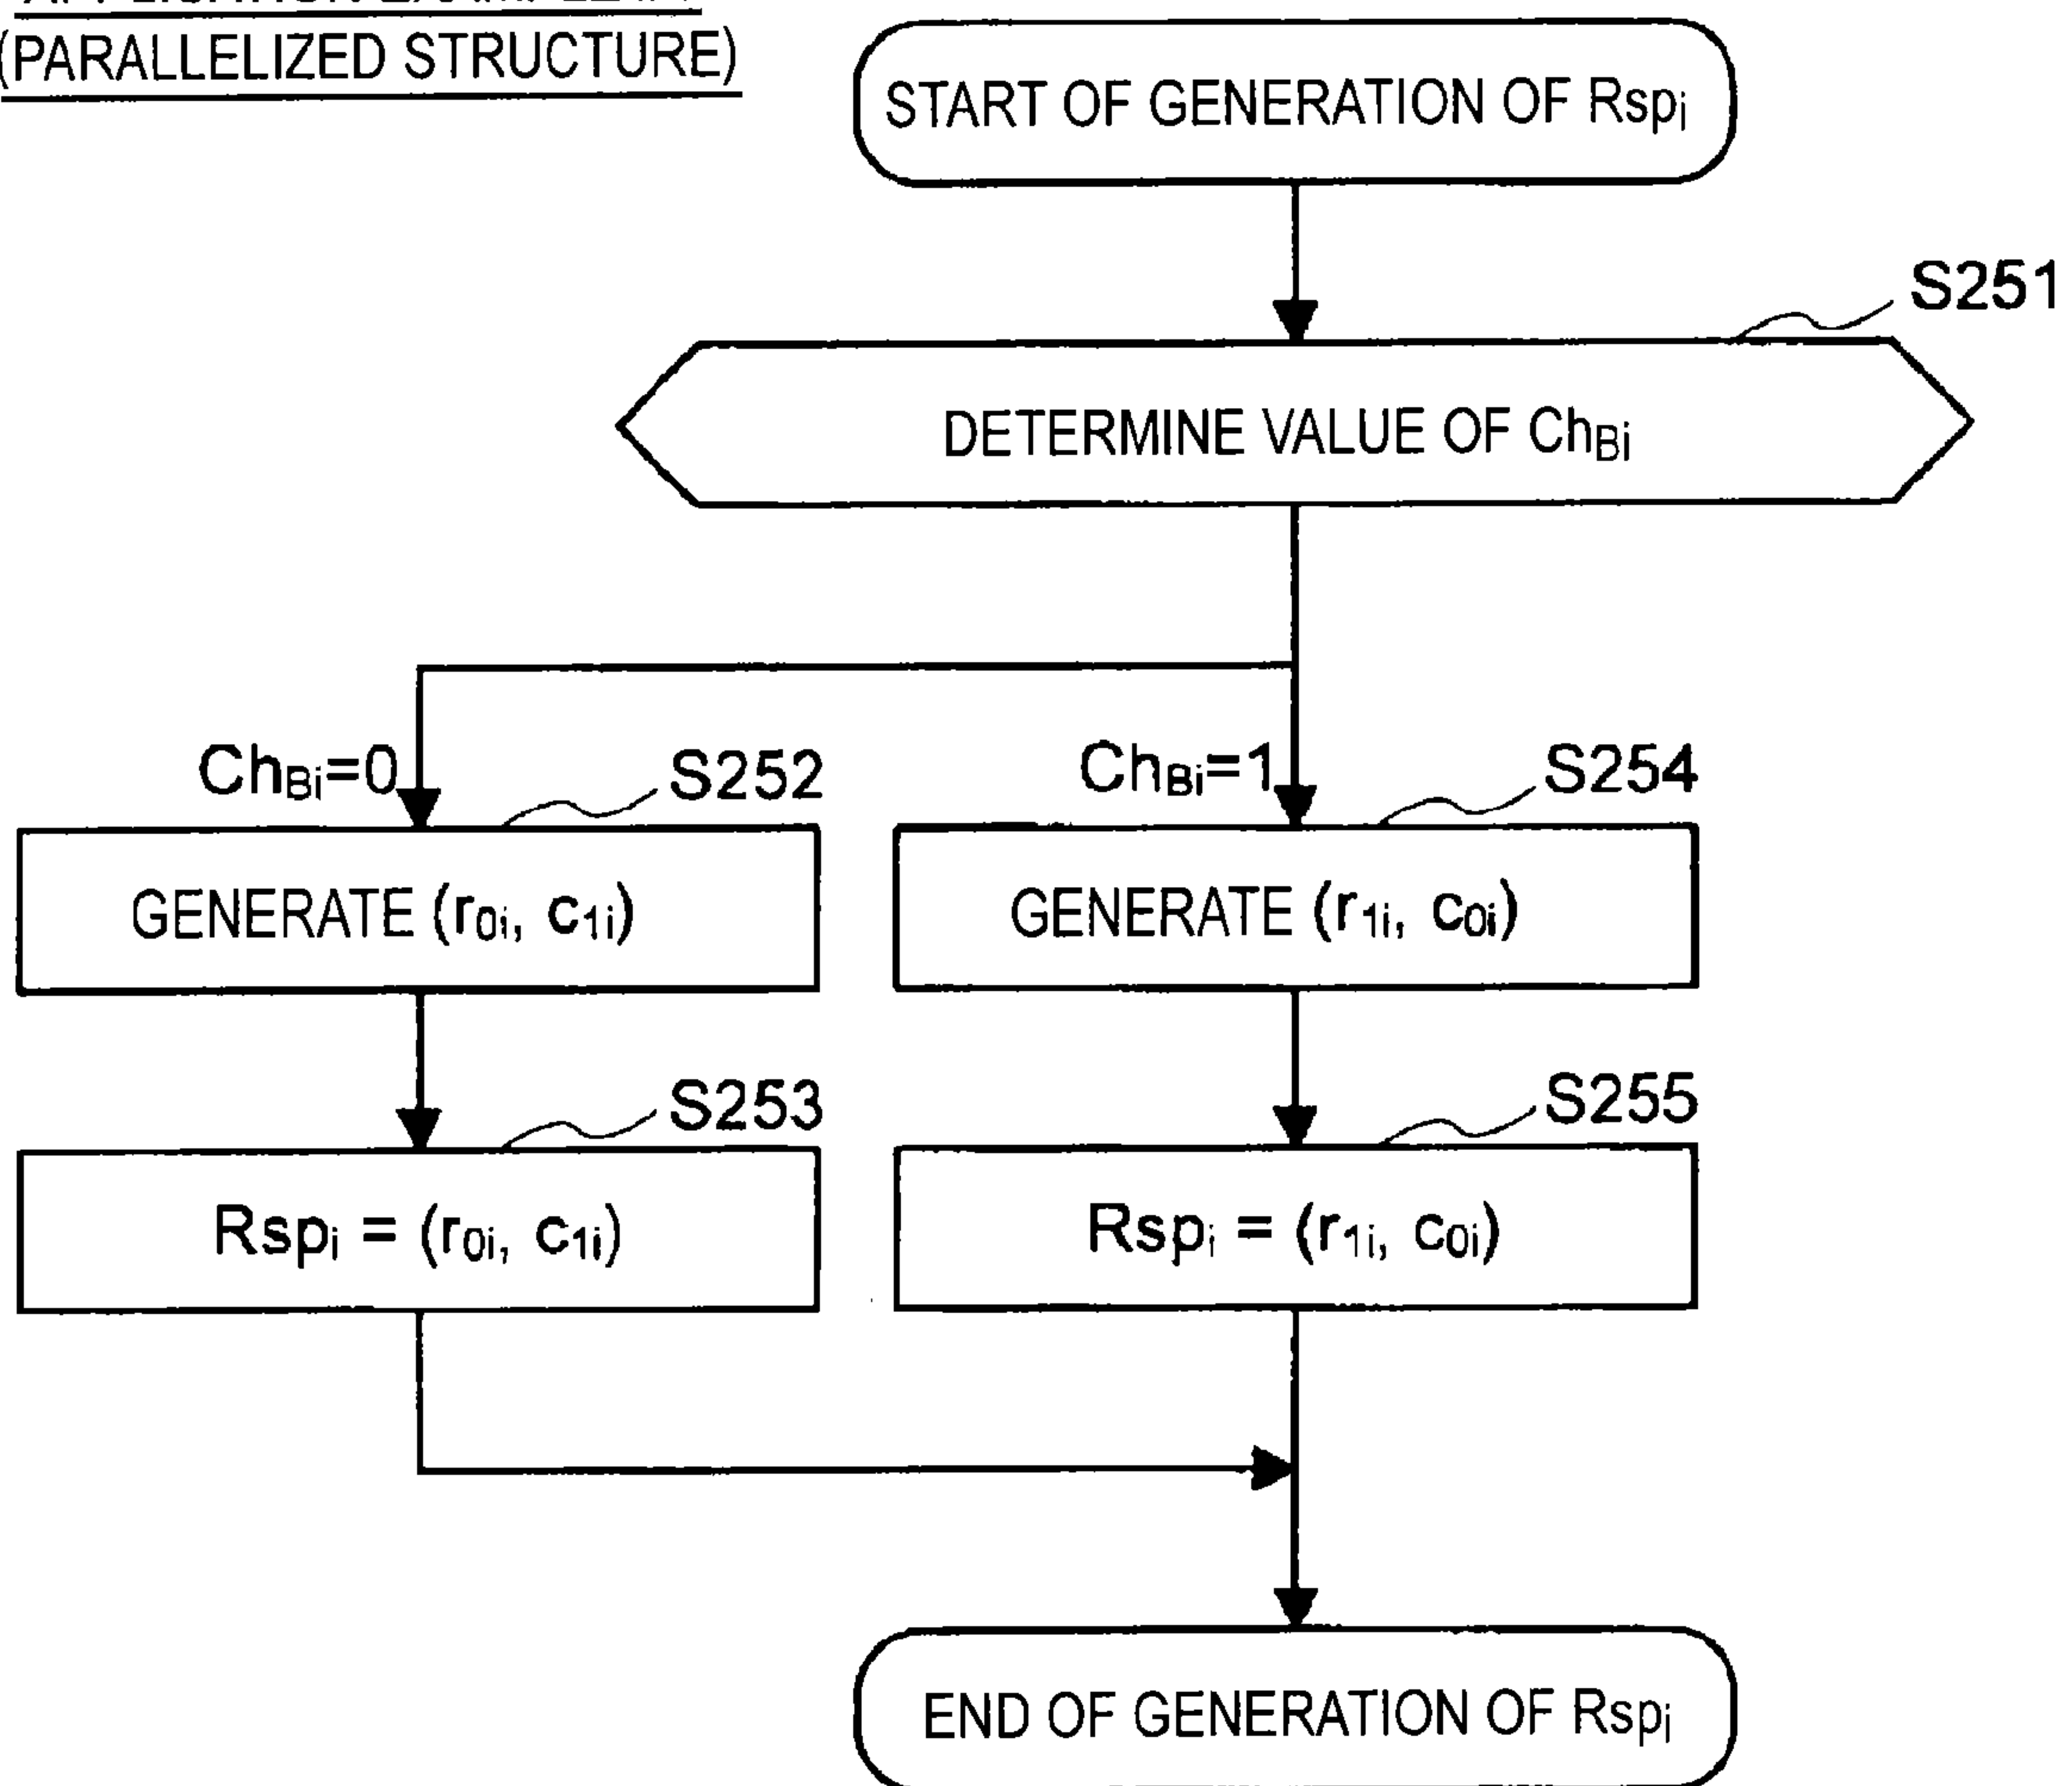 (PARALLELIZED STRUCTURE)
START OF GENERATION OF Rspi
S251
DETERMINE VALUE OF ChBi
ChBi=0
S252
ChBi=1
S254
GENERATE (r0i, c1i)
GENERATE (r1i, c0i)
S253
S255
Rspi = (r0i, c1i)
Rspi = (r1i, c0i)
END OF GENERATION OF Rspi